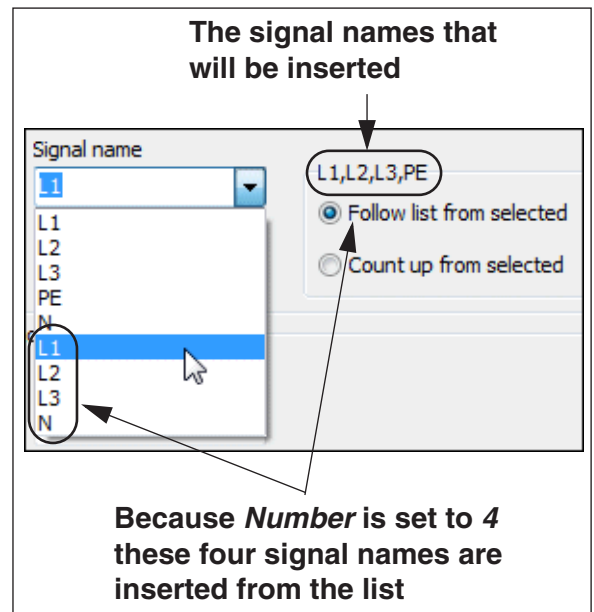 The signal names that
will be inserted
Signal name
L1
L1,L2,L3,PE
Follow list from selected
Count up from selected
L1
L2
L3
PE
N
L1
L2
L3
N
Because Number is set to 4
these four signal names are
inserted from the list